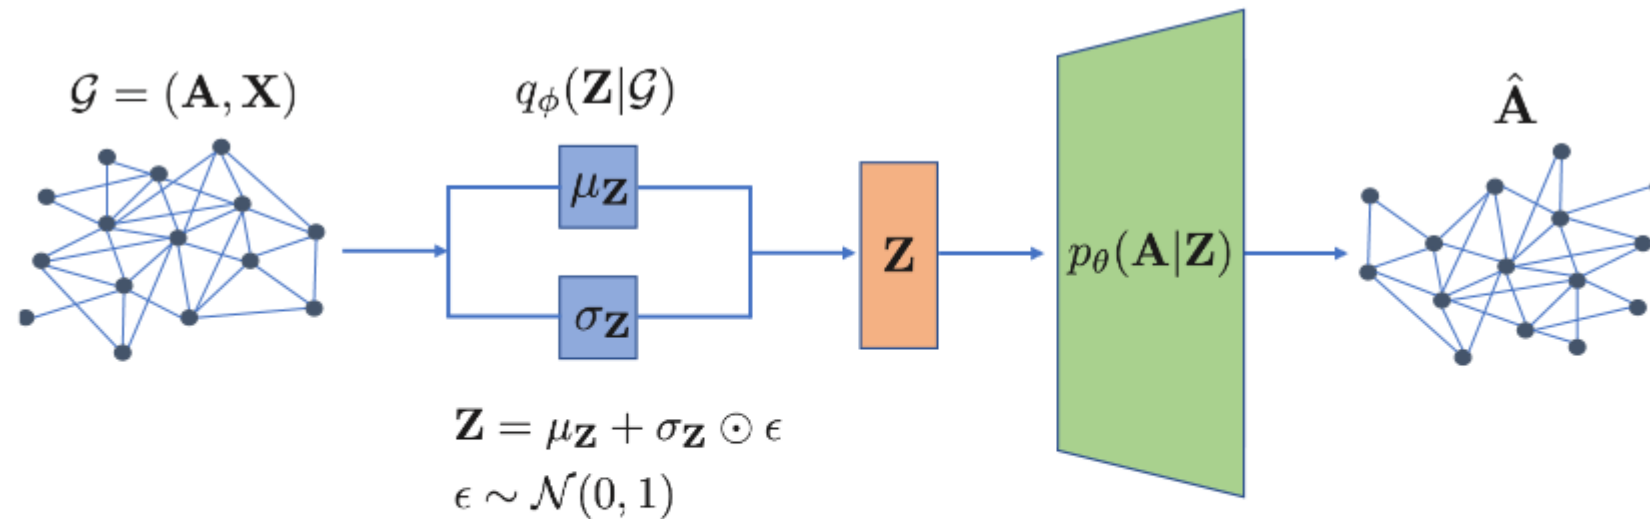 𝒢 = (𝐀, 𝐗)
q_ϕ(𝐙|𝒢)
μ_𝐙
σ_𝐙
𝐙 = μ_𝐙 + σ_𝐙 ⊙ ϵ
ϵ ∼ 𝒩(0, 1)
𝐙
p_θ(𝐀|𝐙)
𝐀̂